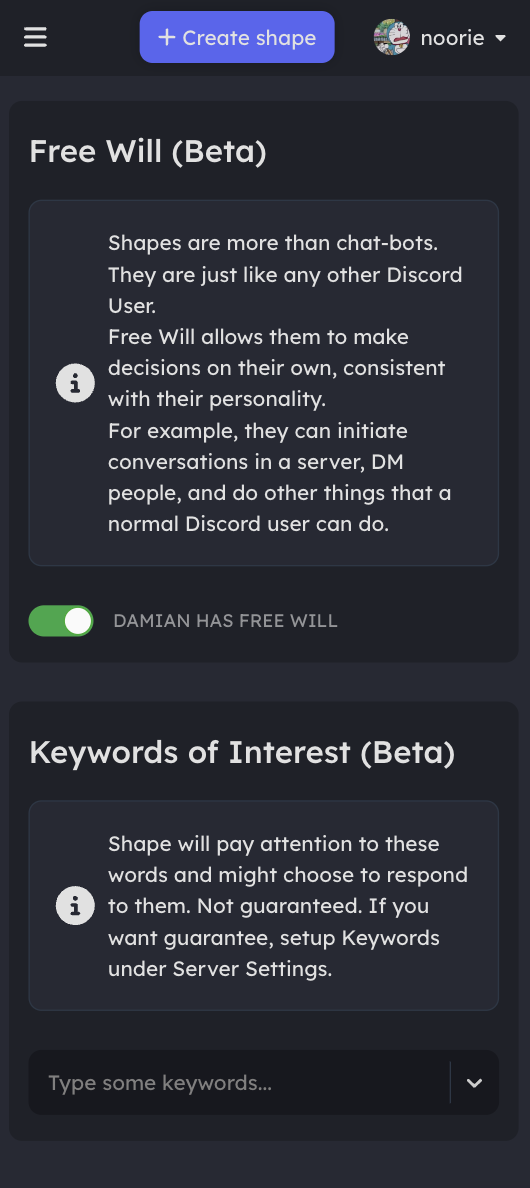 Create shape
noorie
Free Will (Beta)
Shapes are more than chat-bots.
They are just like any other Discord
User.
Free Will allows them to make
decisions on their own, consistent
with their personality.
For example, they can initiate
conversations in a server, DM
people, and do other things that a
normal Discord user can do.
DAMIAN HAS FREE WILL
Keywords of Interest (Beta)
Shape will pay attention to these
words and might choose to respond
to them. Not guaranteed. If you
want guarantee, setup Keywords
under Server Settings.
Type some keywords...